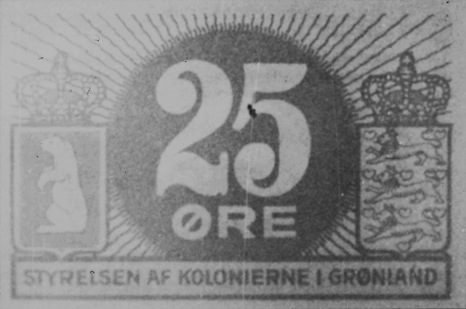 25
ØRE
STYRELSEN AF KOLONIERNE I GRØNLAND